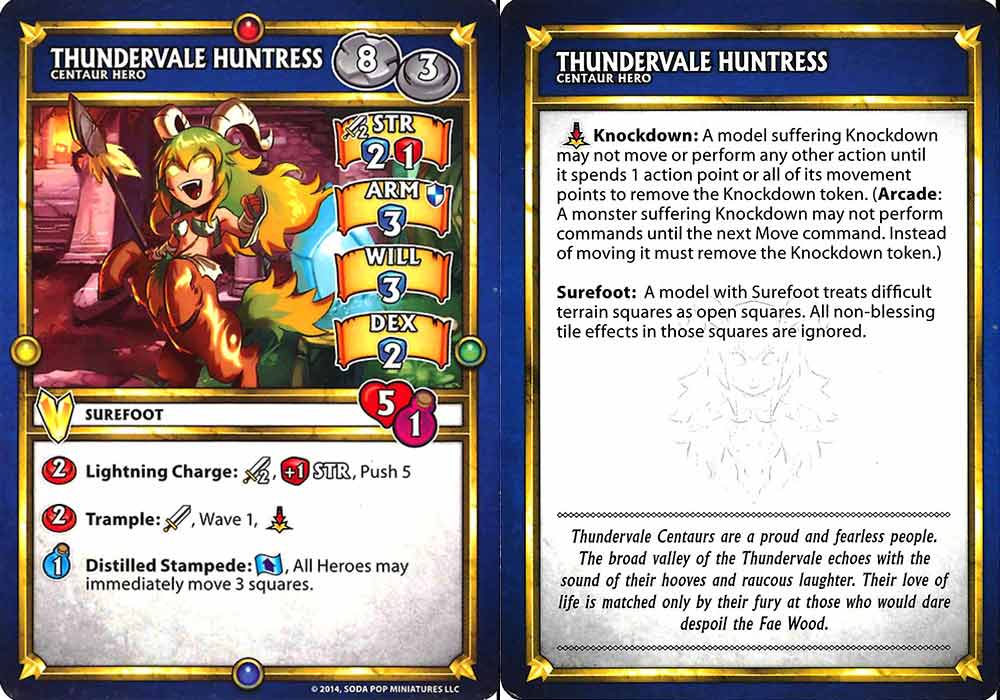 THUNDERVALE HUNTRESS
CENTAUR HERO
8
3
2 STR
2 1
ARM
3
WILL
3
DEX
2
SUREFOOT
5
1
2 Lightning Charge: 2, +1 STR, Push 5
2 Trample: , Wave 1,
1 Distilled Stampede: , All Heroes may
immediately move 3 squares.
© 2014, SODA POP MINIATURES LLC
THUNDERVALE HUNTRESS
CENTAUR HERO
Knockdown: A model suffering Knockdown
may not move or perform any other action until
it spends 1 action point or all of its movement
points to remove the Knockdown token. (Arcade:
A monster suffering Knockdown may not perform
commands until the next Move command. Instead
of moving it must remove the Knockdown token.)
Surefoot: A model with Surefoot treats difficult
terrain squares as open squares. All non-blessing
tile effects in those squares are ignored.
Thundervale Centaurs are a proud and fearless people.
The broad valley of the Thundervale echoes with the
sound of their hooves and raucous laughter. Their love of
life is matched only by their fury at those who would dare
despoil the Fae Wood.